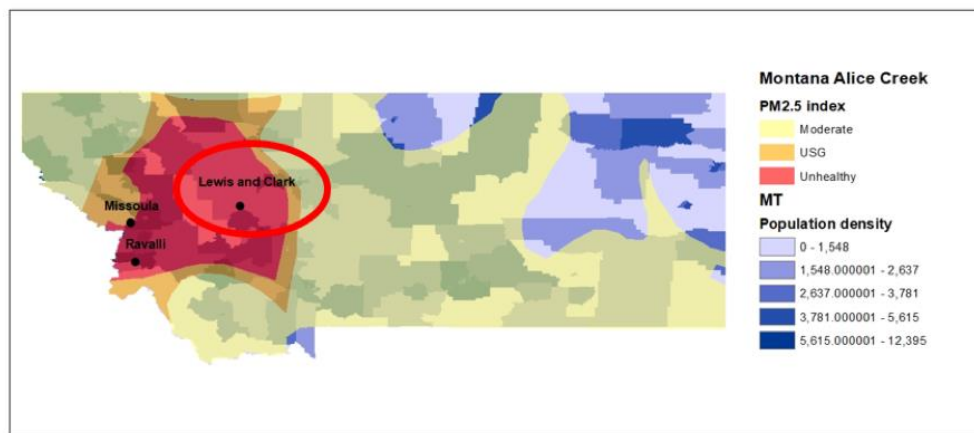 Montana Alice Creek
PM2.5 index
Moderate
USG
Unhealthy
MT
Population density
0 - 1,548
1,548.000001 - 2,637
2,637.000001 - 3,781
3,781.000001 - 5,615
5,615.000001 - 12,395
Lewis and Clark
Missoula
Ravalli